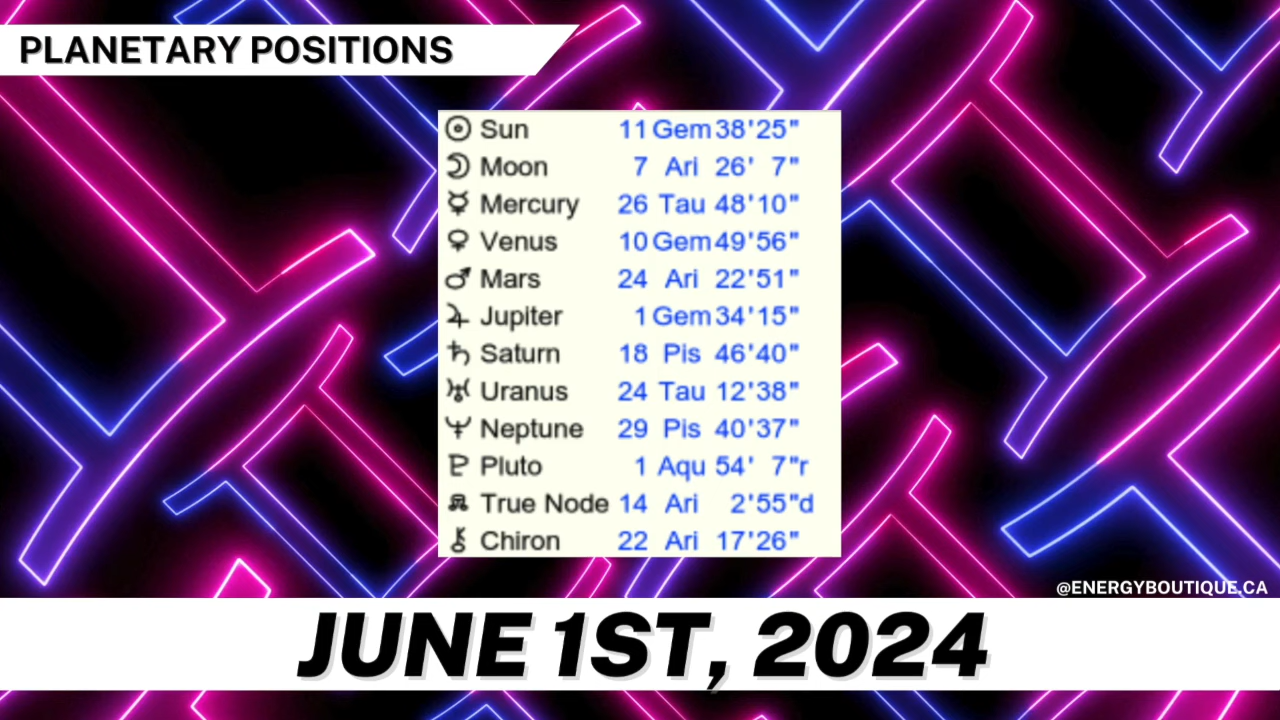 PLANETARY POSITIONS
Sun 11 Gem 38'25"
Moon 7 Ari 26' 7"
Mercury 26 Tau 48'10"
Venus 10 Gem 49'56"
Mars 24 Ari 22'51"
Jupiter 1 Gem 34'15"
Saturn 18 Pis 46'40"
Uranus 24 Tau 12'38"
Neptune 29 Pis 40'37"
Pluto 1 Aqu 54' 7"r
True Node 14 Ari 2'55"d
Chiron 22 Ari 17'26"
@ENERGYBOUTIQUE.CA
JUNE 1ST, 2024